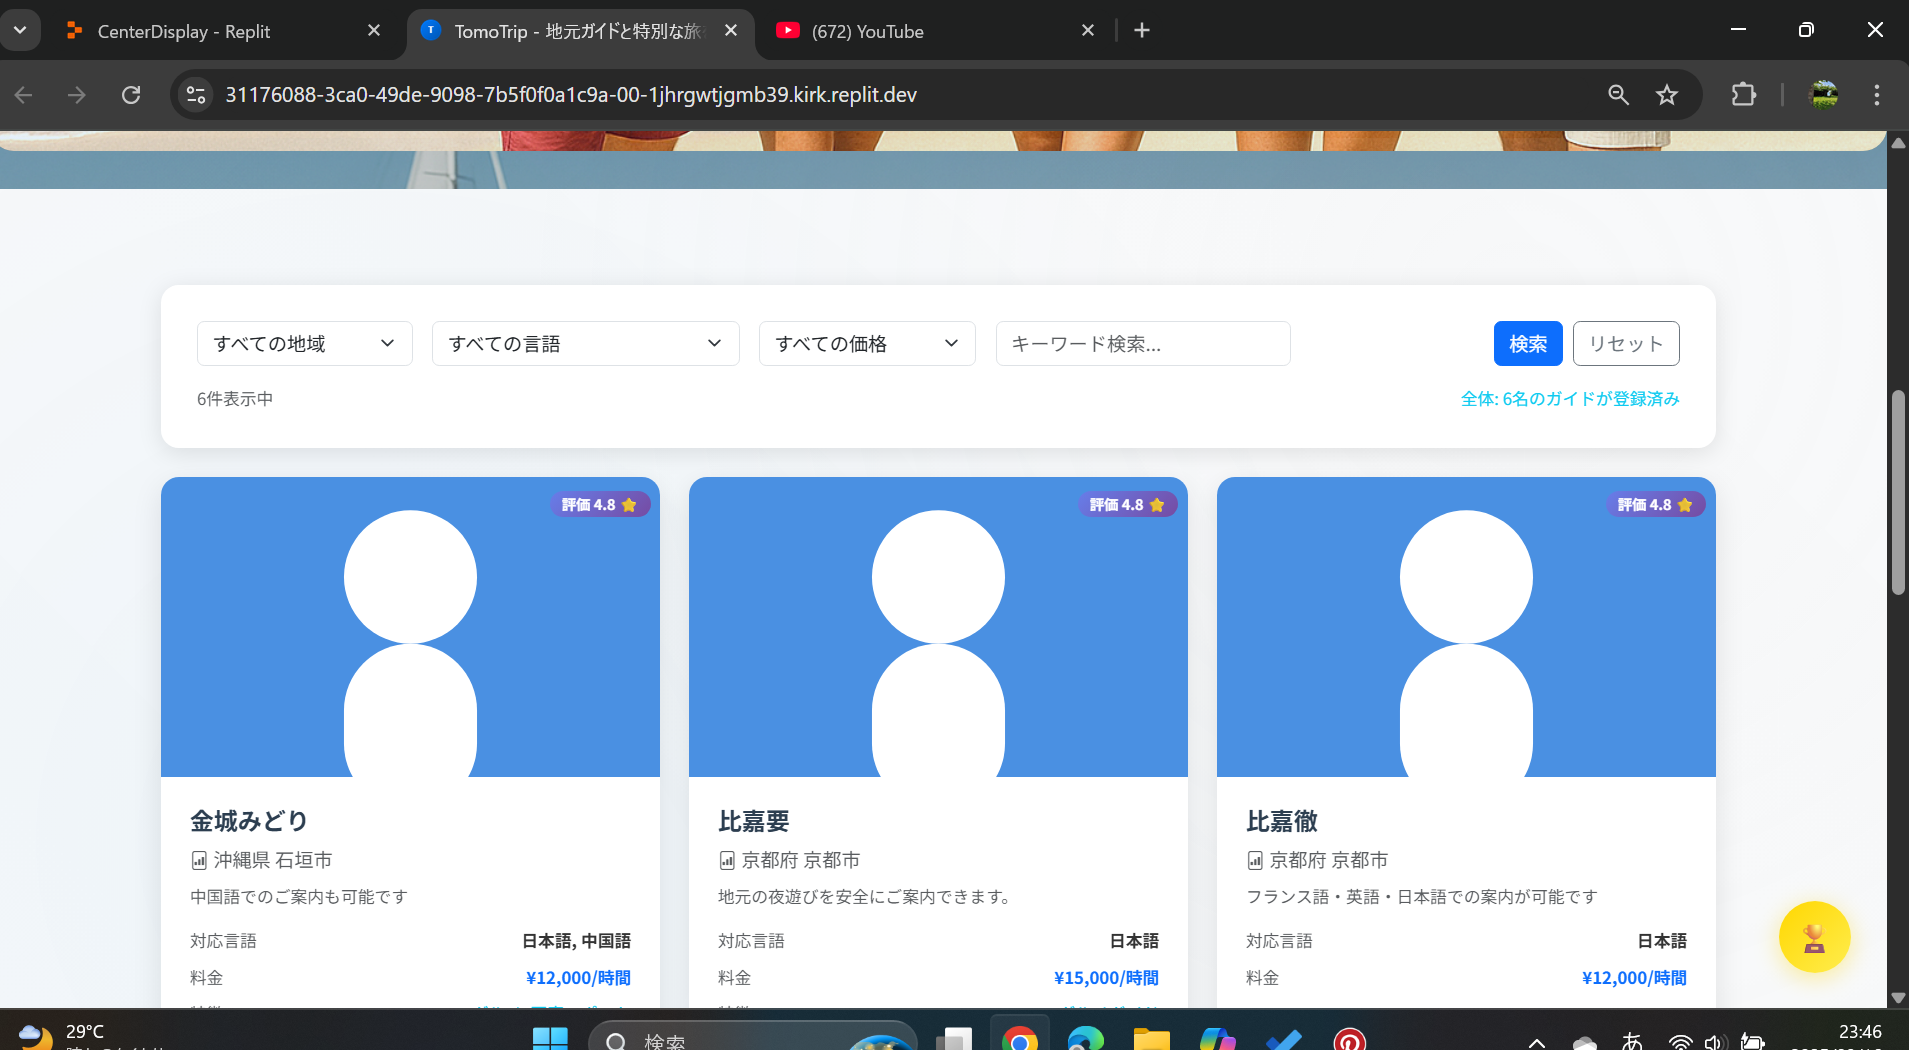 CenterDisplay - Replit
T
TomoTrip - 地元ガイドと特別な旅
(672) YouTube
31176088-3ca0-49de-9098-7b5f0f0a1c9a-00-1jhrgwtjgmb39.kirk.replit.dev
すべての地域
すべての言語
すべての価格
キーワード検索...
検索
リセット
6件表示中
全体: 6名のガイドが登録済み
評価 4.8
評価 4.8
評価 4.8
金城みどり
沖縄県 石垣市
中国語でのご案内も可能です
対応言語
日本語, 中国語
料金
¥12,000/時間
比嘉要
京都府 京都市
地元の夜遊びを安全にご案内できます。
対応言語
日本語
料金
¥15,000/時間
比嘉徹
京都府 京都市
フランス語・英語・日本語での案内が可能です
対応言語
日本語
料金
¥12,000/時間
29°C
検索
あ
23:46